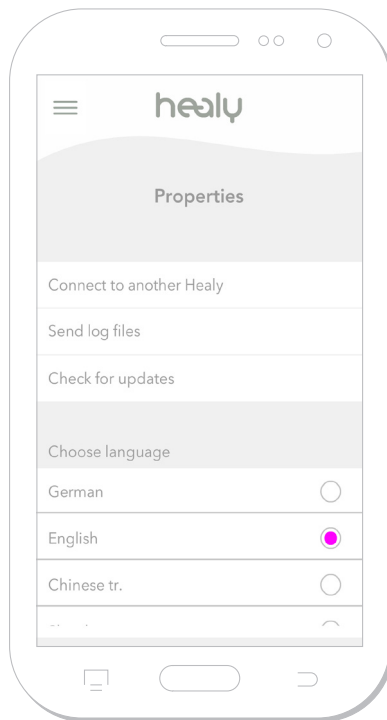 healy
Properties
Connect to another Healy
Send log files
Check for updates
Choose language
German
English
Chinese tr.